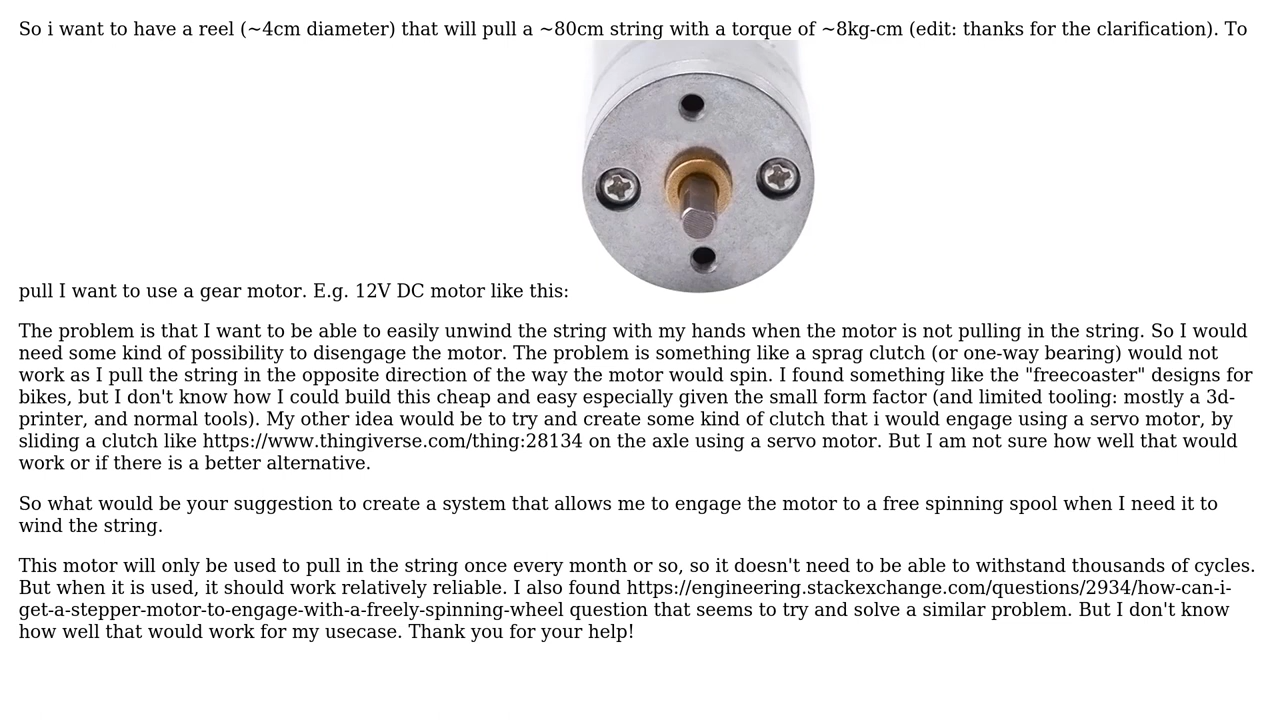 So i want to have a reel (~4cm diameter) that will pull a ~80cm string with a torque of ~8kg-cm (edit: thanks for the clarification). To
pull I want to use a gear motor. E.g. 12V DC motor like this:
The problem is that I want to be able to easily unwind the string with my hands when the motor is not pulling in the string. So I would
need some kind of possibility to disengage the motor. The problem is something like a sprag clutch (or one-way bearing) would not
work as I pull the string in the opposite direction of the way the motor would spin. I found something like the "freecoaster" designs for
bikes, but I don't know how I could build this cheap and easy especially given the small form factor (and limited tooling: mostly a 3d-
printer, and normal tools). My other idea would be to try and create some kind of clutch that i would engage using a servo motor, by
sliding a clutch like https://www.thingiverse.com/thing:28134 on the axle using a servo motor. But I am not sure how well that would
work or if there is a better alternative.
So what would be your suggestion to create a system that allows me to engage the motor to a free spinning spool when I need it to
wind the string.
This motor will only be used to pull in the string once every month or so, so it doesn't need to be able to withstand thousands of cycles.
But when it is used, it should work relatively reliable. I also found https://engineering.stackexchange.com/questions/2934/how-can-i-
get-a-stepper-motor-to-engage-with-a-freely-spinning-wheel question that seems to try and solve a similar problem. But I don't know
how well that would work for my usecase. Thank you for your help!